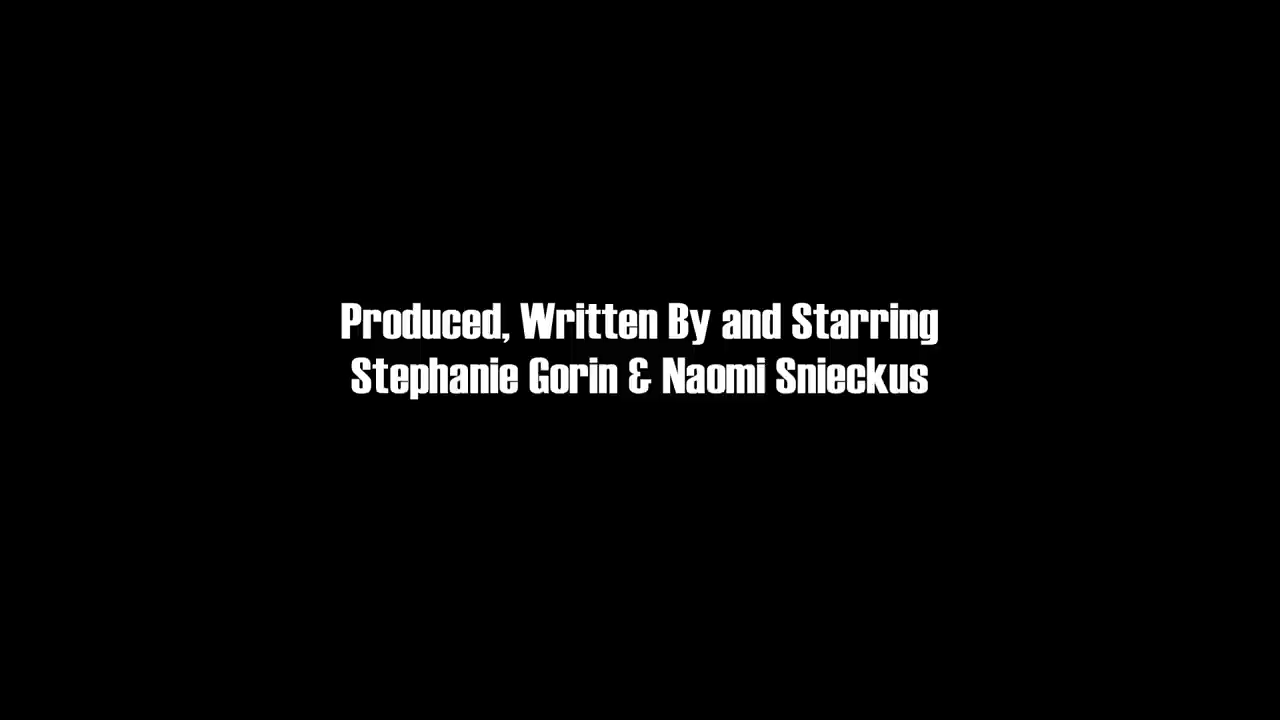 Produced, Written By and Starring
Stephanie Gorin & Naomi Snieckus